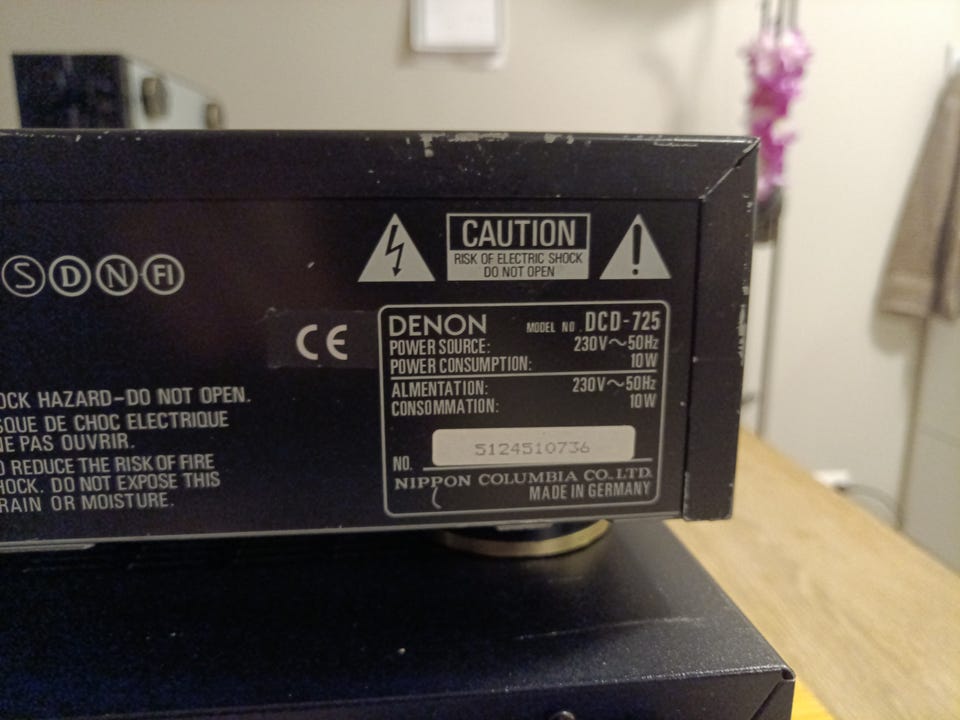 S D N FI
CAUTION
RISK OF ELECTRIC SHOCK
DO NOT OPEN
CE
DENON MODEL NO. DCD-725
POWER SOURCE: 230V~50Hz
POWER CONSUMPTION: 10W
ALMENTATION: 230V~50Hz
CONSOMMATION: 10W
5124510736
NO.
NIPPON COLUMBIA CO., LTD.
MADE IN GERMANY
OCK HAZARD-DO NOT OPEN.
SQUE DE CHOC ELECTRIQUE
NE PAS OUVRIR.
O REDUCE THE RISK OF FIRE
HOCK. DO NOT EXPOSE THIS
RAIN OR MOISTURE.